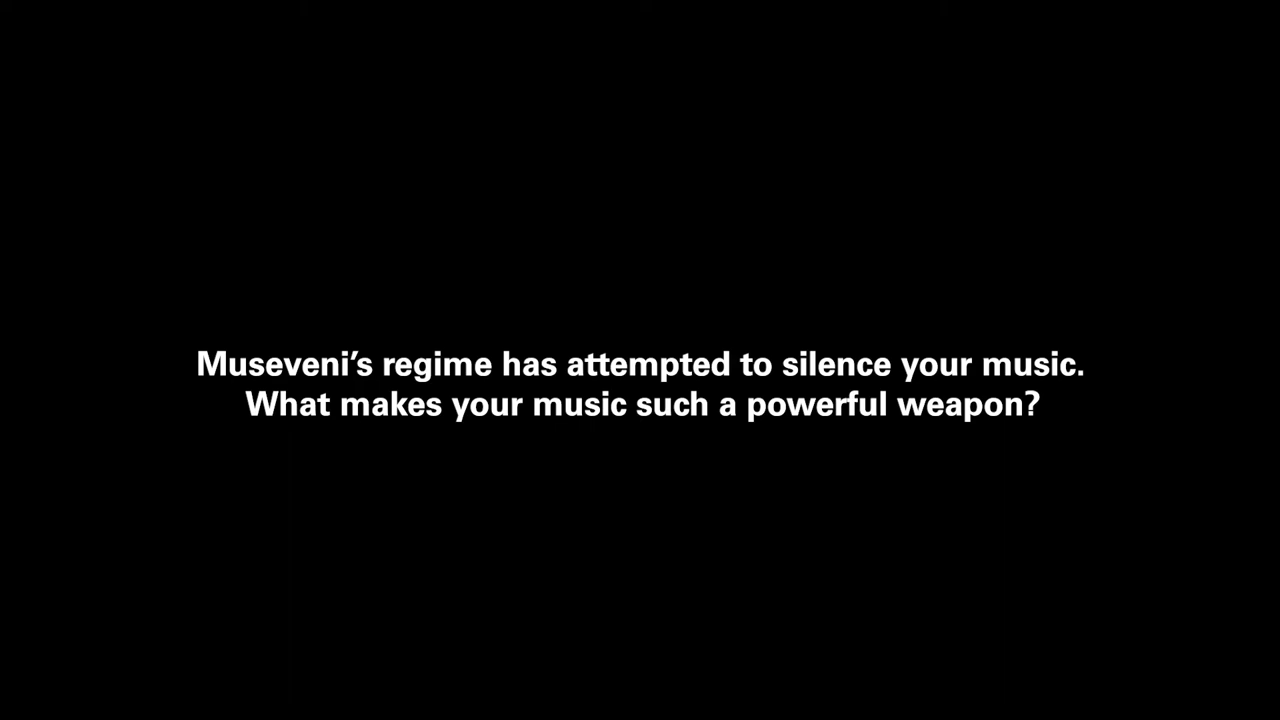 Museveni’s regime has attempted to silence your music.
What makes your music such a powerful weapon?